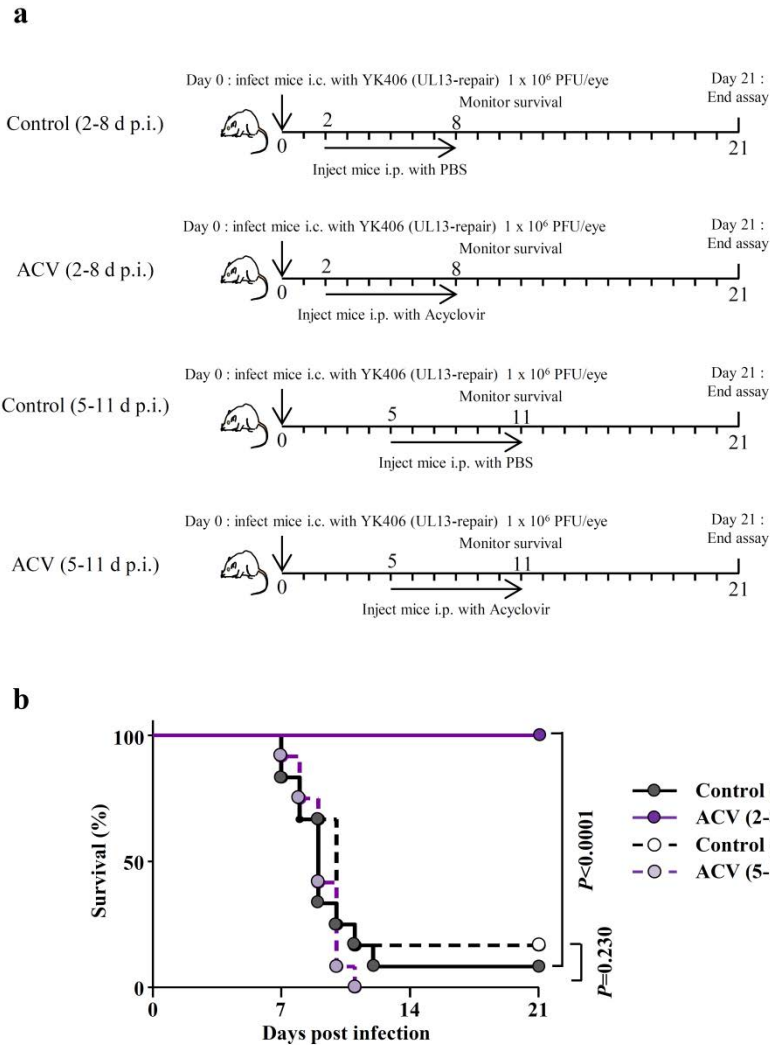 a
Day 0 : infect mice i.c. with YK406 (UL13-repair) 1 x 10⁶ PFU/eye
Day 21 :
End assay
Monitor survival
Control (2-8 d p.i.)
2
8
0
21
Inject mice i.p. with PBS
Day 0 : infect mice i.c. with YK406 (UL13-repair) 1 x 10⁶ PFU/eye
Day 21 :
End assay
Monitor survival
ACV (2-8 d p.i.)
2
8
0
21
Inject mice i.p. with Acyclovir
Day 0 : infect mice i.c. with YK406 (UL13-repair) 1 x 10⁶ PFU/eye
Day 21 :
End assay
Monitor survival
Control (5-11 d p.i.)
5
11
0
21
Inject mice i.p. with PBS
Day 0 : infect mice i.c. with YK406 (UL13-repair) 1 x 10⁶ PFU/eye
Day 21 :
End assay
Monitor survival
ACV (5-11 d p.i.)
5
11
0
21
Inject mice i.p. with Acyclovir
b
Survival (%)
100
50
0
0
7
14
21
Days post infection
P<0.0001
P=0.230
Control
ACV (2-
Control
ACV (5-